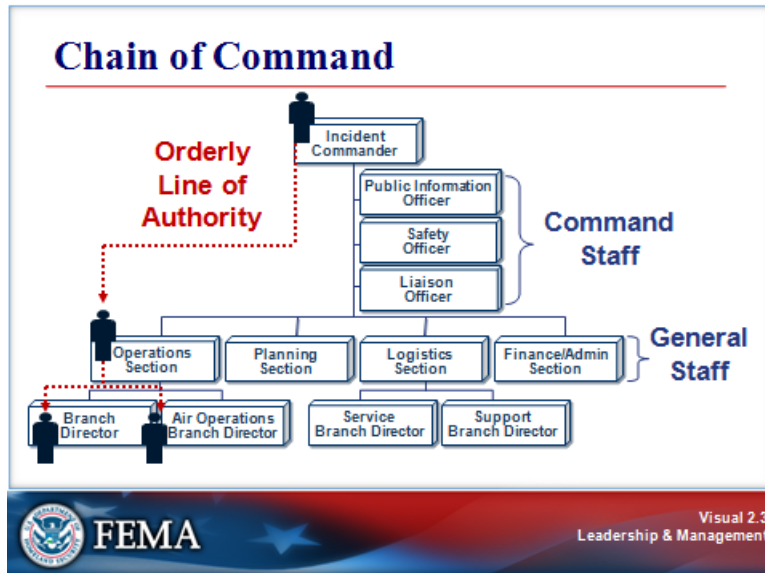 Chain of Command
Incident
Commander
Orderly
Line of
Authority
Public Information
Officer
Safety
Officer
Liaison
Officer
Command
Staff
Operations
Section
Planning
Section
Logistics
Section
Finance/Admin
Section
General
Staff
Branch
Director
Air Operations
Branch Director
Service
Branch Director
Support
Branch Director
FEMA
Visual 2.3
Leadership & Management